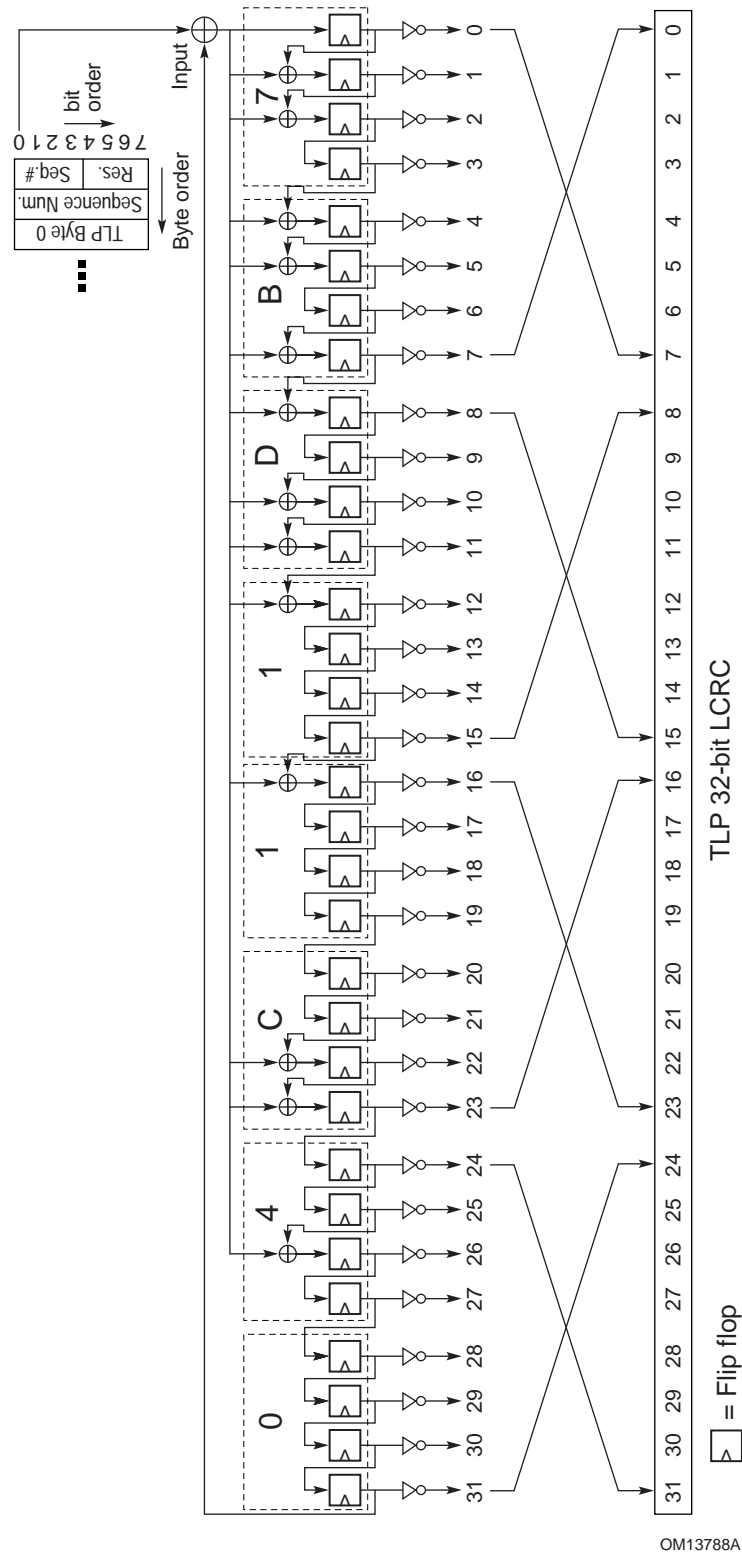 OM13788A
0 1 2 3 4 5 6 7
bit order
Res. Seq.#
Sequence Num.
TLP Byte 0
Byte order
Input
0 4 C 1 1 D B 7
31 30 29 28 27 26 25 24 23 22 21 20 19 18 17 16 15 14 13 12 11 10 9 8 7 6 5 4 3 2 1 0
31 30 29 28 27 26 25 24 23 22 21 20 19 18 17 16 15 14 13 12 11 10 9 8 7 6 5 4 3 2 1 0
TLP 32-bit LCRC
> = Flip flop